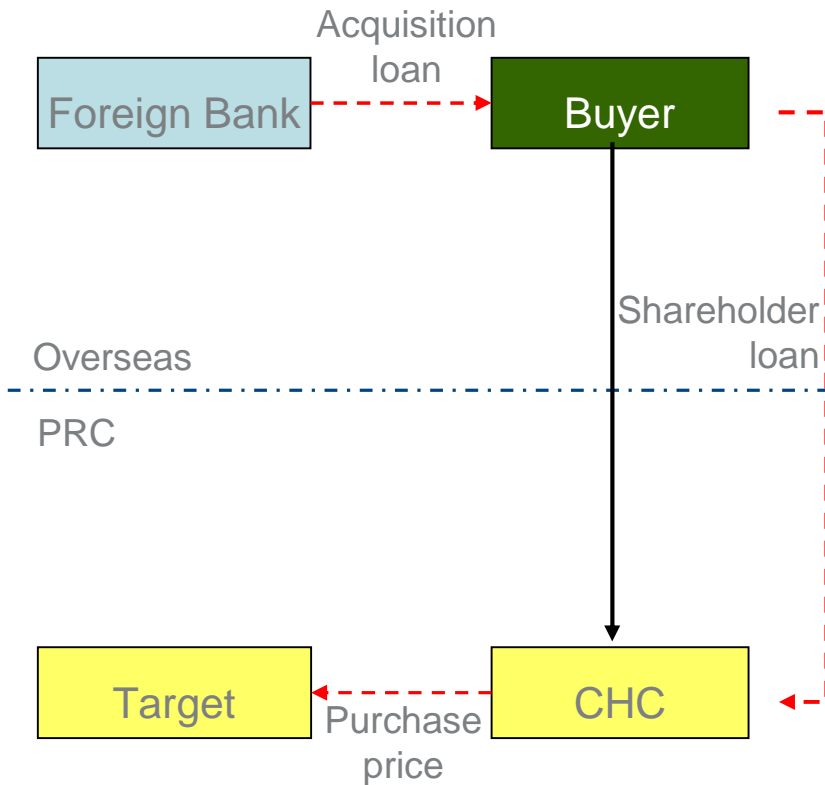 Acquisition
loan
Foreign Bank
Buyer
Shareholder
loan
Overseas
PRC
Target
CHC
Purchase
price